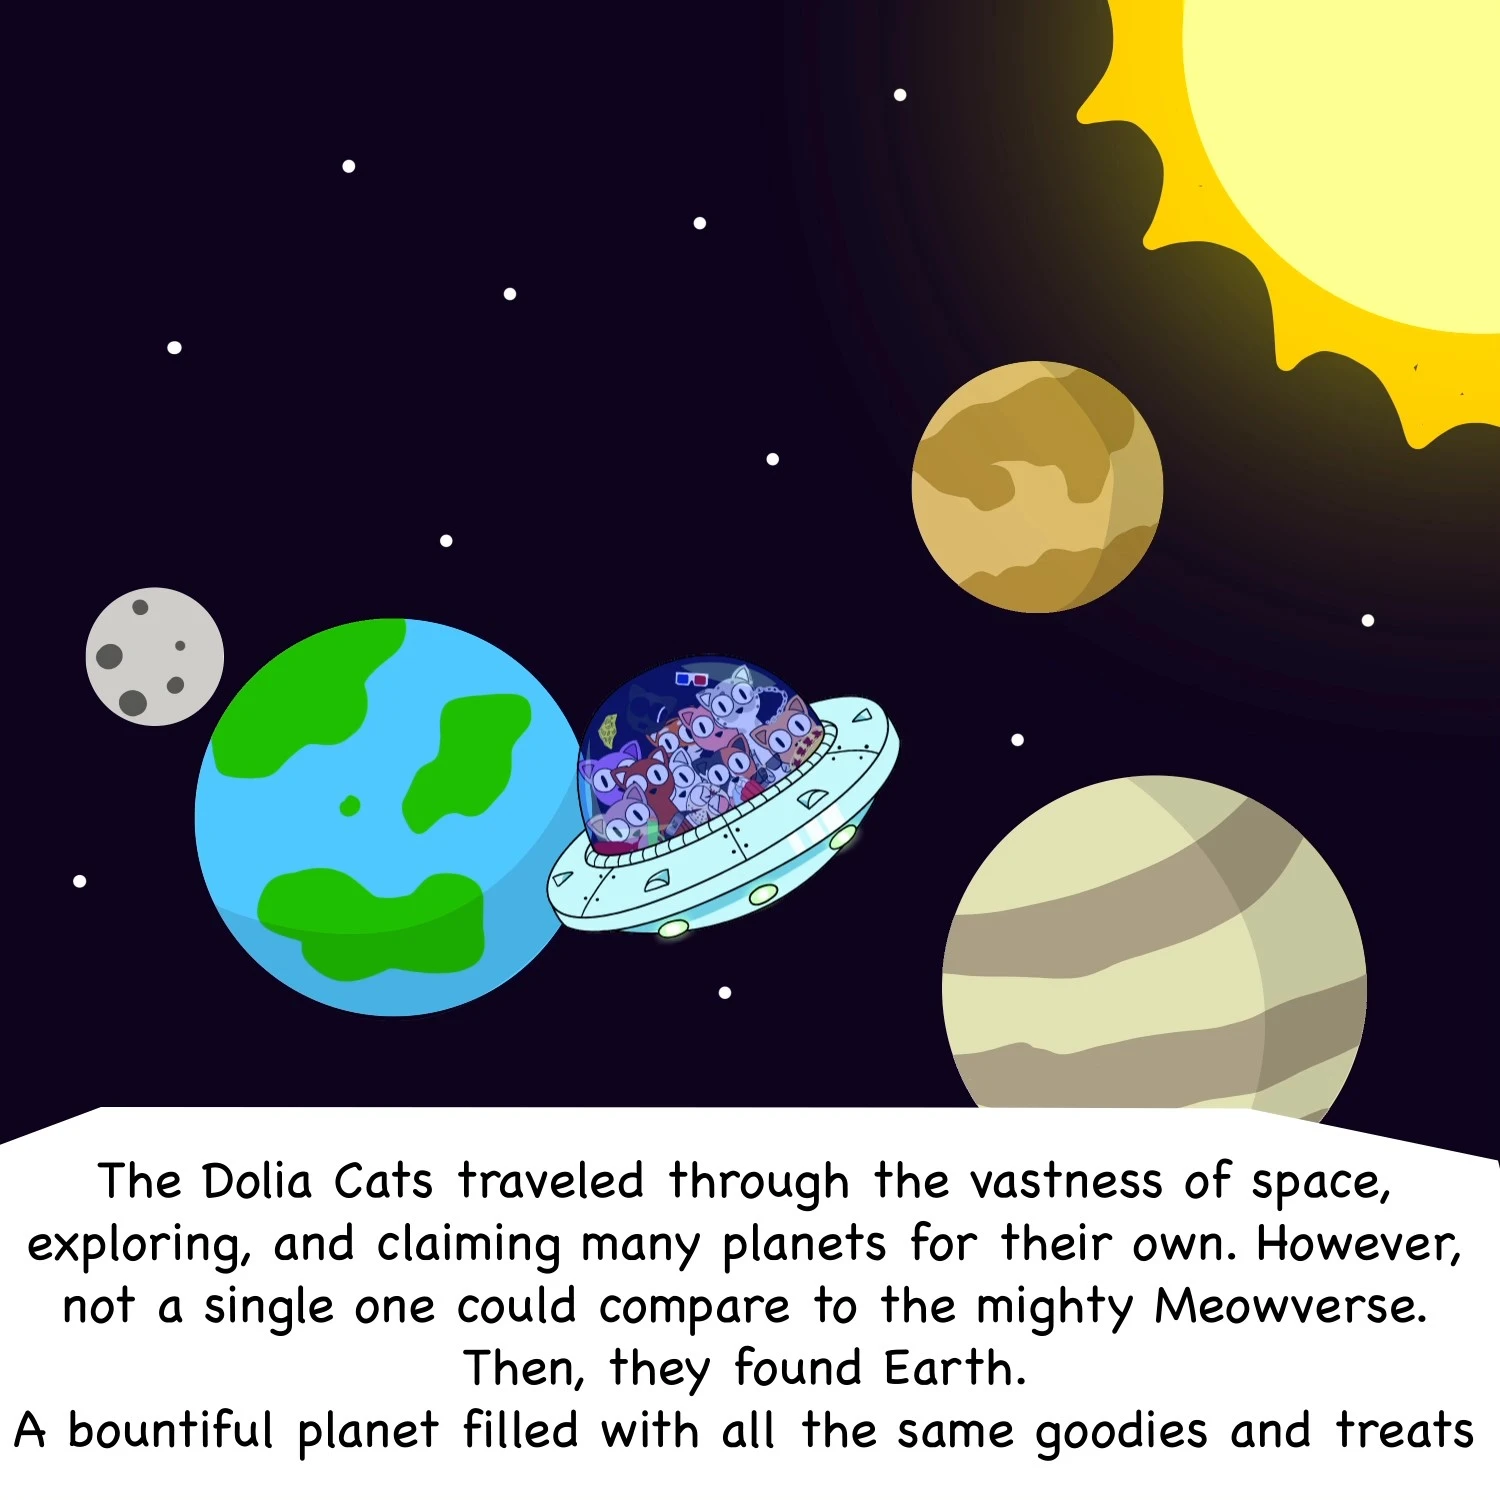 The Dolia Cats traveled through the vastness of space,
exploring, and claiming many planets for their own. However,
not a single one could compare to the mighty Meowverse.
Then, they found Earth.
A bountiful planet filled with all the same goodies and treats